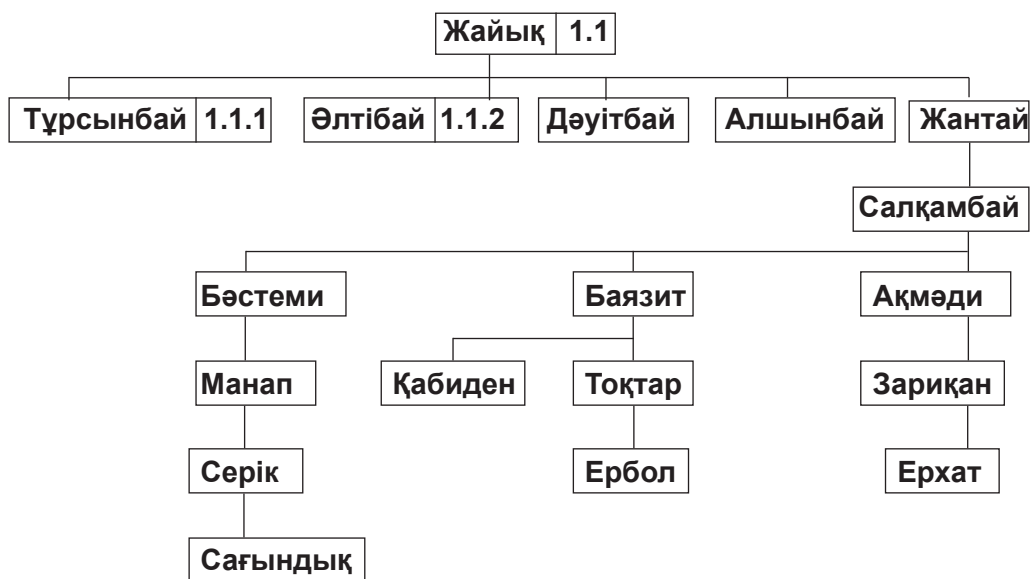 Жайық 1.1
Тұрсынбай 1.1.1 Әлтібай 1.1.2 Дәуітбай Алшынбай Жантай
Салқамбай
Бәстеми Баязит Ақмәди
Манап Қабиден Тоқтар Зариқан
Серік Ербол Ерхат
Сағындық